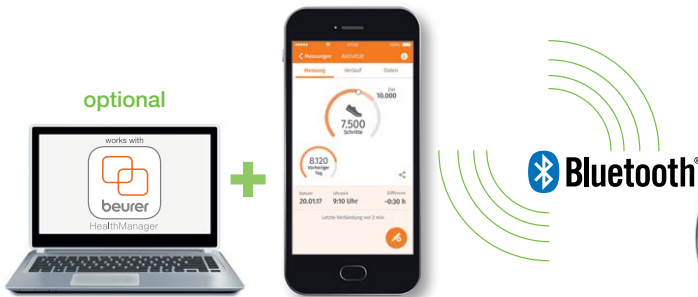 optional
works with
beurer
HealthManager
Messungen Aktivität
Messung Verlauf Daten
Ziel
10.000
7.500
Schritte
8.120
Vorheriger
Tag
Datum Uhrzeit Differenz
20.01.17 9:10 Uhr -0:30 h
Letzte Verbindung vor 2 min
Bluetooth®